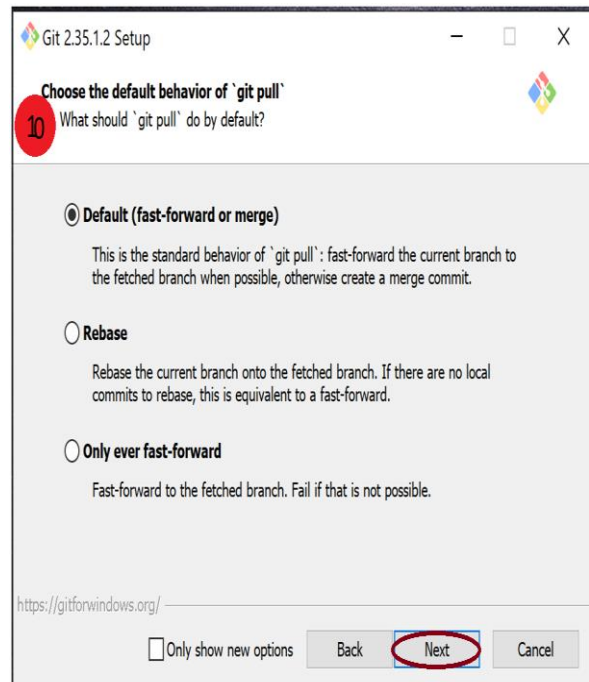 Git 2.35.1.2 Setup
Choose the default behavior of `git pull`
10
What should `git pull` do by default?
Default (fast-forward or merge)
This is the standard behavior of `git pull`: fast-forward the current branch to
the fetched branch when possible, otherwise create a merge commit.
Rebase
Rebase the current branch onto the fetched branch. If there are no local
commits to rebase, this is equivalent to a fast-forward.
Only ever fast-forward
Fast-forward to the fetched branch. Fail if that is not possible.
https://gitforwindows.org/
Only show new options Back Next Cancel